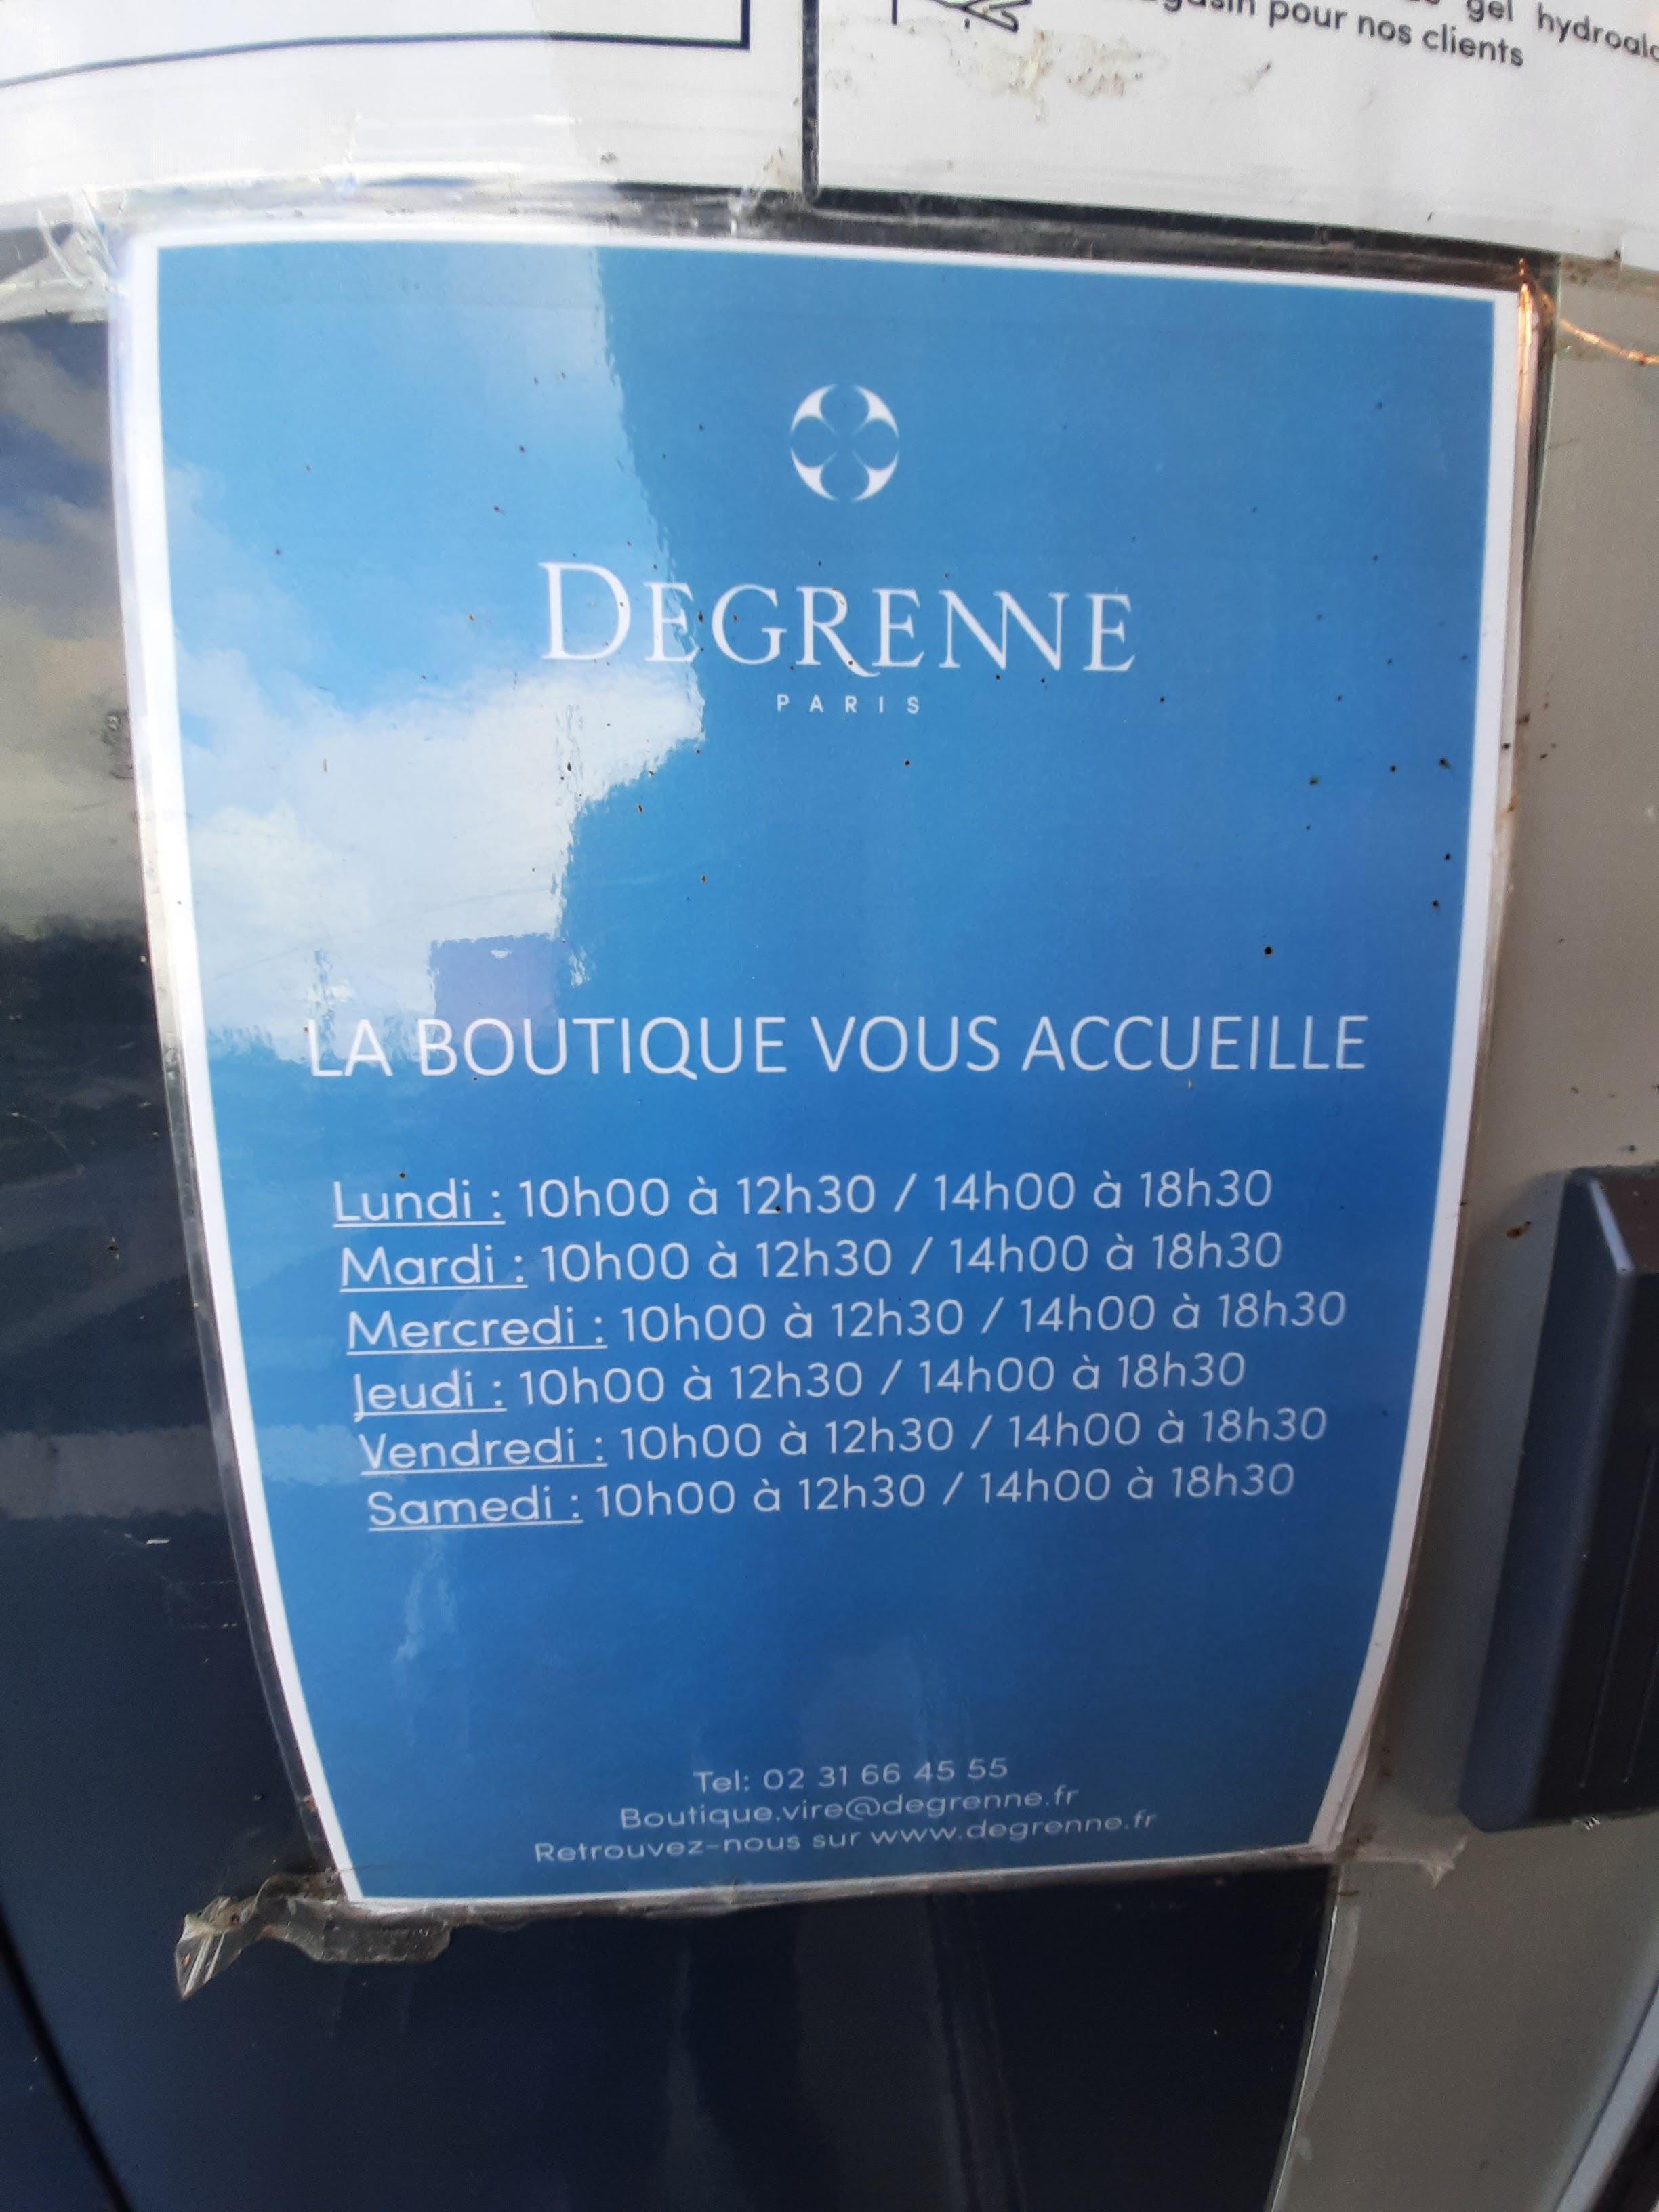 gel hydroalc
pour nos clients
DEGRENNE
PARIS
LA BOUTIQUE VOUS ACCUEILLE
Lundi : 10h00 à 12h30 / 14h00 à 18h30
Mardi : 10h00 à 12h30 / 14h00 à 18h30
Mercredi : 10h00 à 12h30 / 14h00 à 18h30
Jeudi : 10h00 à 12h30 / 14h00 à 18h30
Vendredi : 10h00 à 12h30 / 14h00 à 18h30
Samedi : 10h00 à 12h30 / 14h00 à 18h30
Tel: 02 31 66 45 55
Boutique.vire@degrenne.fr
Retrouvez-nous sur www.degrenne.fr